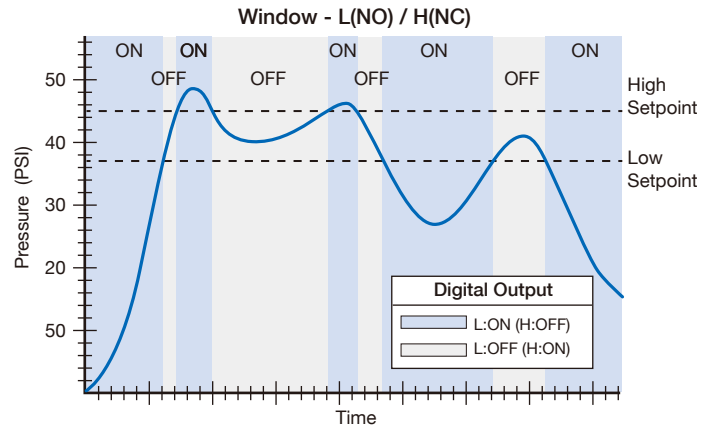 Window - L(NO) / H(NC)
ON ON ON ON ON
OFF OFF OFF OFF
50
40
30
20
50
Pressure (PSI)
High
Setpoint
Low
Setpoint
Digital Output
L:ON (H:OFF)
L:OFF (H:ON)
Time